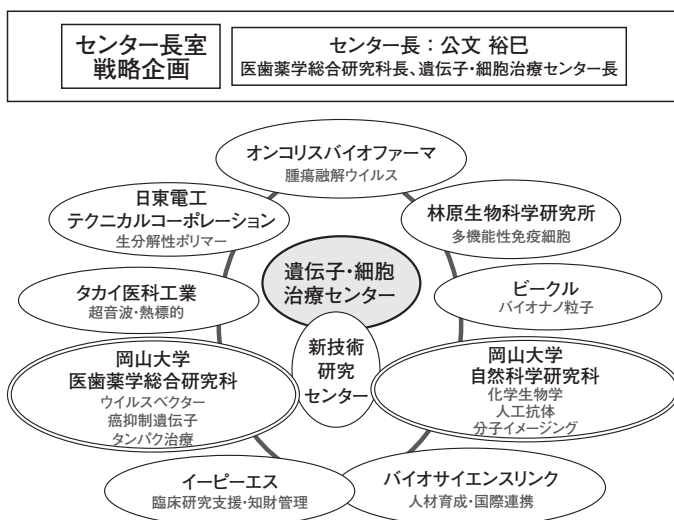 センター長室
戦略企画
センター長：公文 裕巳
医歯薬学総合研究科長、遺伝子・細胞治療センター長
オンコリスバイオファーマ
腫瘍融解ウイルス
日東電工
テクニカルコーポレーション
生分解性ポリマー
林原生物科学研究所
多機能性免疫細胞
遺伝子・細胞
治療センター
タカイ医科工業
超音波・熱標的
ビークル
バイオナノ粒子
新技術
研究
センター
岡山大学
医歯薬学総合研究科
ウイルスベクター
癌抑制遺伝子
タンパク治療
岡山大学
自然科学研究科
化学生物学
人工抗体
分子イメージング
イーピーエス
臨床研究支援・知財管理
バイオサイエンスリンク
人材育成・国際連携